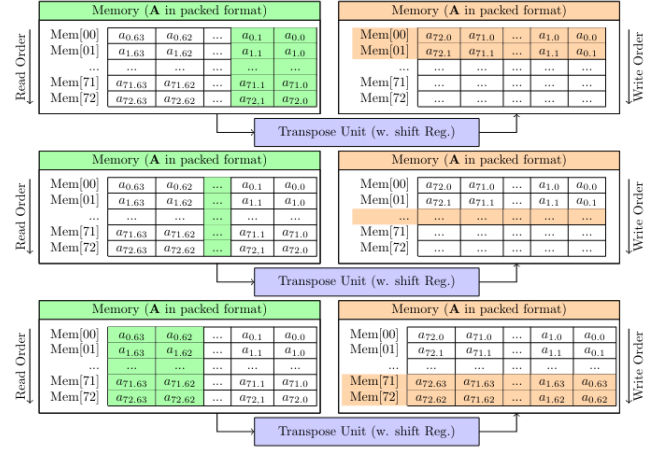 Memory (A in packed format) Memory (A in packed format)
Read Order
Mem[00] a0.63 a0.62 ... a0.1 a0.0
Mem[01] a1.63 a1.62 ... a1.1 a1.0
... ... ... ... ... ...
Mem[71] a71.63 a71.62 ... a71.1 a71.0
Mem[72] a72.63 a72.62 ... a72,1 a72.0
Mem[00] a72.0 a71.0 ... a1.0 a0.0
Mem[01] a72.1 a71.1 ... a1.1 a0.1
... ... ... ... ... ...
Mem[71] ... ... ... ... ...
Mem[72] ... ... ... ... ...
Write Order
Transpose Unit (w. shift Reg.)
Memory (A in packed format) Memory (A in packed format)
Read Order
Mem[00] a0.63 a0.62 ... a0.1 a0.0
Mem[01] a1.63 a1.62 ... a1.1 a1.0
... ... ... ... ... ...
Mem[71] a71.63 a71.62 ... a71.1 a71.0
Mem[72] a72.63 a72.62 ... a72,1 a72.0
Mem[00] a72.0 a71.0 ... a1.0 a0.0
Mem[01] a72.1 a71.1 ... a1.1 a0.1
... ... ... ... ... ...
Mem[71] ... ... ... ... ...
Mem[72] ... ... ... ... ...
Write Order
Transpose Unit (w. shift Reg.)
Memory (A in packed format) Memory (A in packed format)
Read Order
Mem[00] a0.63 a0.62 ... a0.1 a0.0
Mem[01] a1.63 a1.62 ... a1.1 a1.0
... ... ... ... ... ...
Mem[71] a71.63 a71.62 ... a71.1 a71.0
Mem[72] a72.63 a72.62 ... a72,1 a72.0
Mem[00] a72.0 a71.0 ... a1.0 a0.0
Mem[01] a72.1 a71.1 ... a1.1 a0.1
... ... ... ... ... ...
Mem[71] a72.63 a71.63 ... a1.63 a0.63
Mem[72] a72.62 a71.62 ... a1.62 a0.62
Write Order
Transpose Unit (w. shift Reg.)